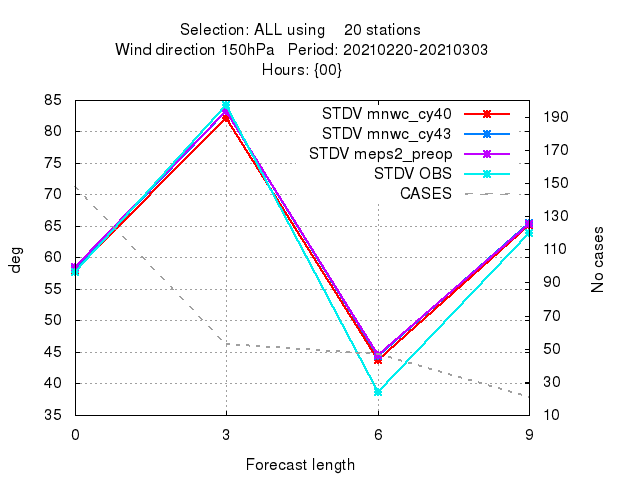 Selection: ALL using    20 stations
Wind direction 150hPa   Period: 20210220-20210303
Hours: {00}
STDV mnwc_cy40
STDV mnwc_cy43
STDV meps2_preop
STDV OBS
CASES
deg
85
80
75
70
65
60
55
50
45
40
35
190
170
150
130
110
90
70
50
30
10
No cases
0 3 6 9
Forecast length